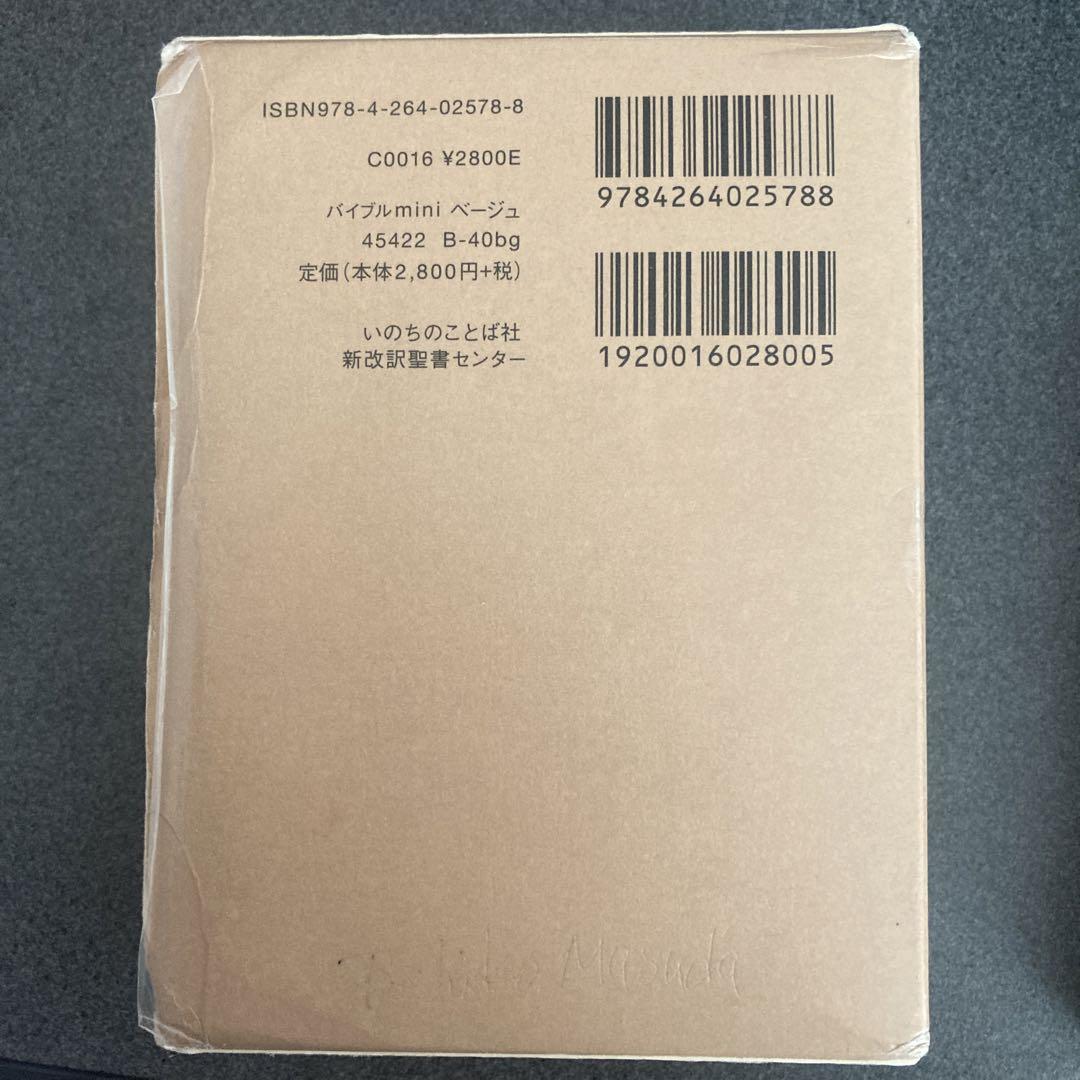 ISBN978-4-264-02578-8
C0016 ¥2800E
バイブルmini ベージュ
45422 B-40bg
定価(本体2,800円+税)
いのちのことば社
新改訳聖書センター
9784264025788
1920016028005
Masuda